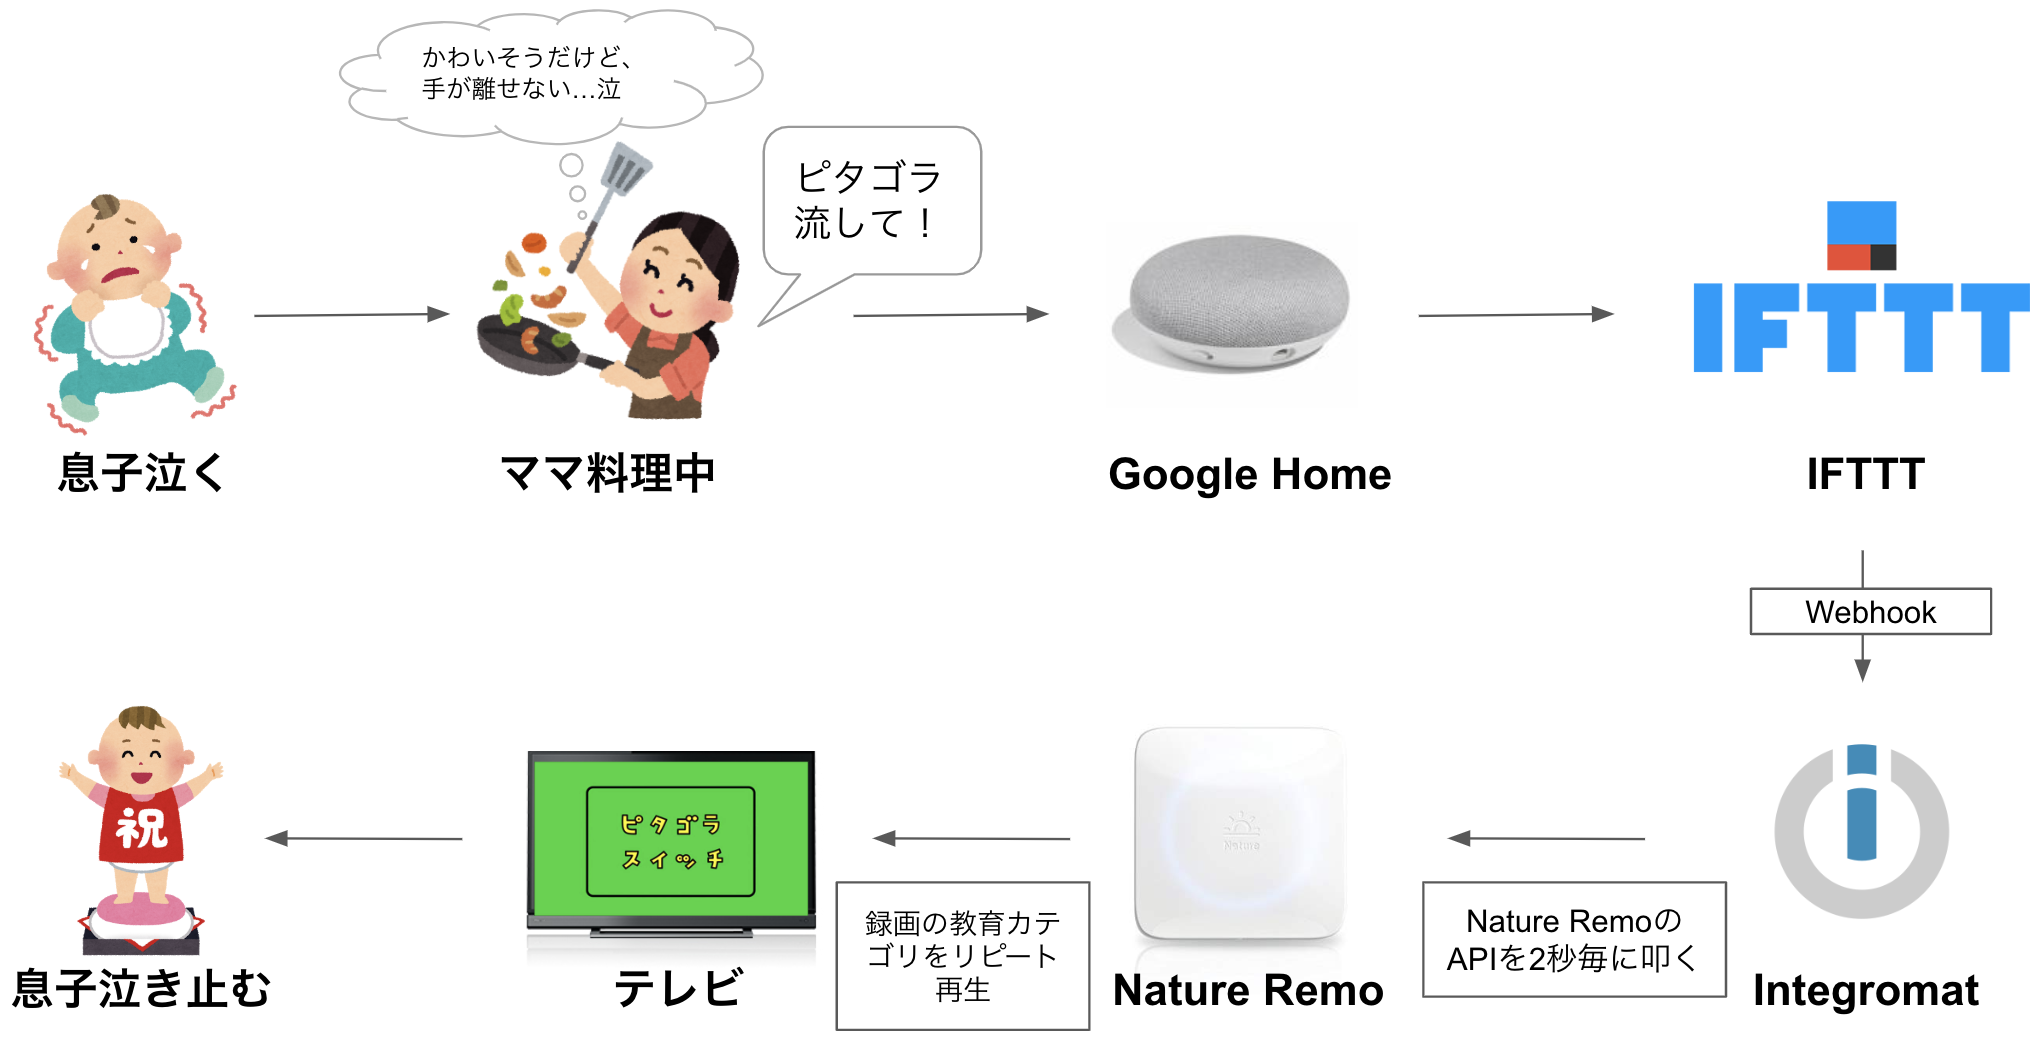 かわいそうだけど、
手が離せない...泣
ピタゴラ
流して！
IFTTT
息子泣く
ママ料理中
Google Home
IFTTT
Webhook
祝
ピタゴラ
スイッチ
Nature
録画の教育カテ
ゴリをリピート
再生
Nature Remoの
APIを2秒毎に叩く
息子泣き止む
テレビ
Nature Remo
Integromat